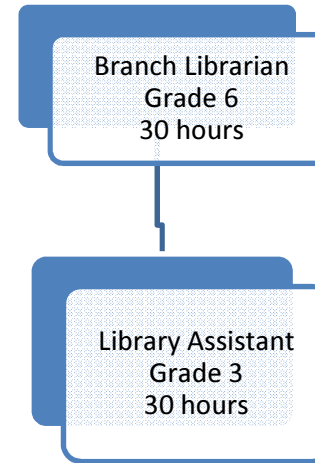 Branch Librarian
Grade 6
30 hours
Library Assistant
Grade 3
30 hours